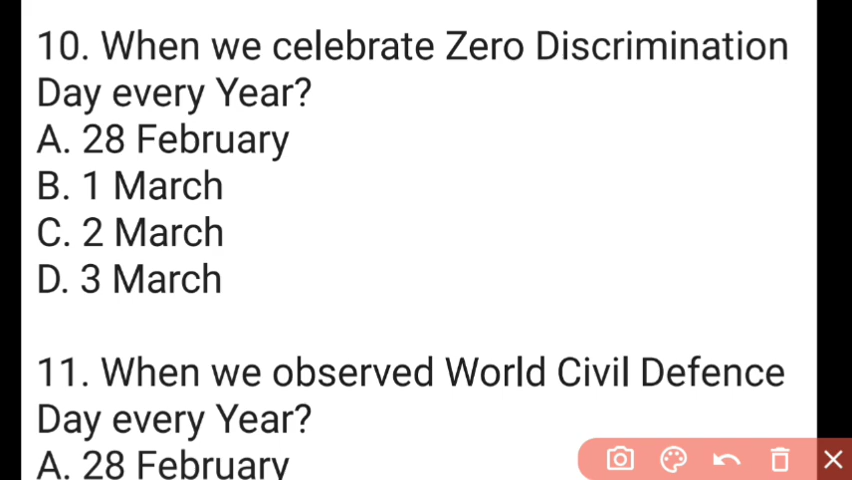 10. When we celebrate Zero Discrimination
Day every Year?
A. 28 February
B. 1 March
C. 2 March
D. 3 March
11. When we observed World Civil Defence
Day every Year?
A. 28 February